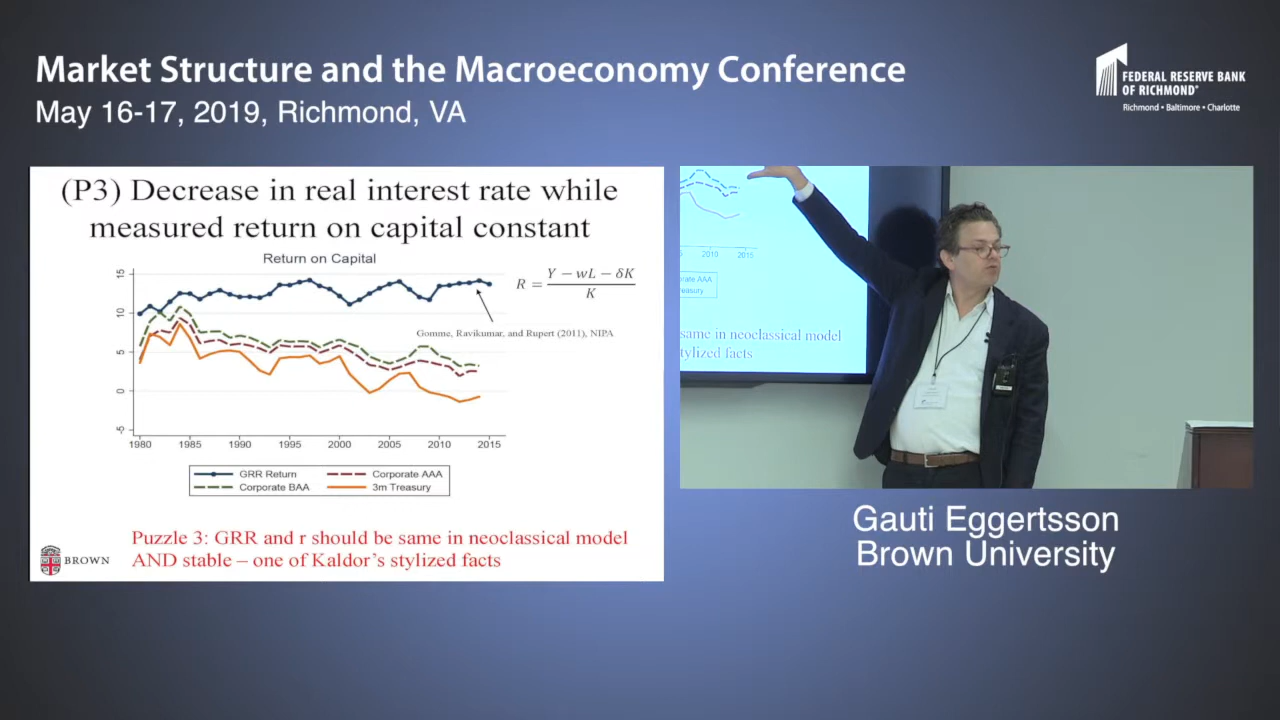 Market Structure and the Macroeconomy Conference
May 16-17, 2019, Richmond, VA
FEDERAL RESERVE BANK
OF RICHMOND®
Richmond • Baltimore • Charlotte
(P3) Decrease in real interest rate while
measured return on capital constant
Return on Capital
R = (Y − wL − δK) / K
Gomme, Ravikumar, and Rupert (2011), NIPA
15
10
5
0
-5
1980 1985 1990 1995 2000 2005 2010 2015
GRR Return Corporate AAA
Corporate BAA 3m Treasury
Puzzle 3: GRR and r should be same in neoclassical model
AND stable – one of Kaldor's stylized facts
BROWN
2010 2015
rate AAA
reasury
same in neoclassical model
tylized facts
Gauti Eggertsson
Brown University